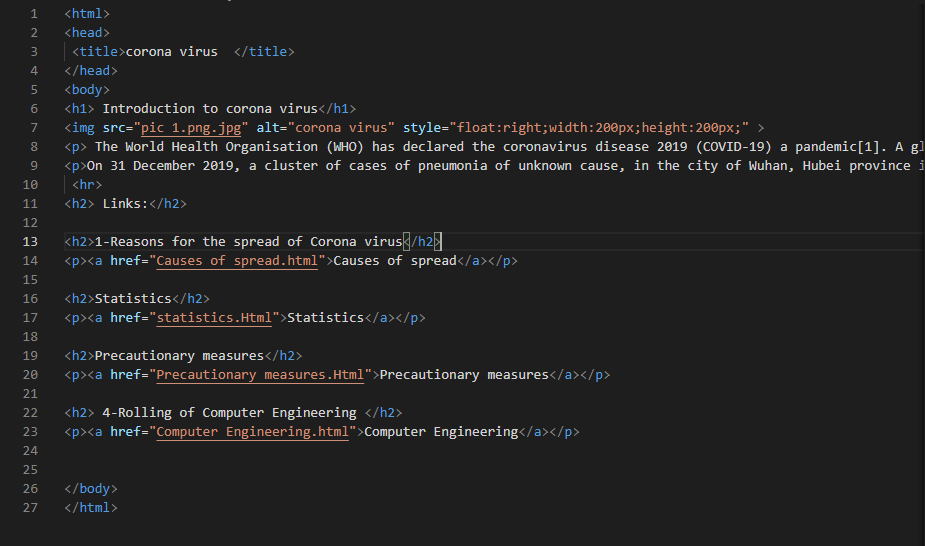 1 <html>
2 <head>
3 <title>corona virus  </title>
4 </head>
5 <body>
6 <h1> Introduction to corona virus</h1>
7 <img src="pic 1.png.jpg" alt="corona virus" style="float:right;width:200px;height:200px;" >
8 <p> The World Health Organisation (WHO) has declared the coronavirus disease 2019 (COVID-19) a pandemic[1]. A
9 <p>On 31 December 2019, a cluster of cases of pneumonia of unknown cause, in the city of Wuhan, Hubei province
10 <hr>
11 <h2> Links:</h2>
12
13 <h2>1-Reasons for the spread of Corona virus</h2>
14 <p><a href="Causes of spread.html">Causes of spread</a></p>
15
16 <h2>Statistics</h2>
17 <p><a href="statistics.Html">Statistics</a></p>
18
19 <h2>Precautionary measures</h2>
20 <p><a href="Precautionary measures.Html">Precautionary measures</a></p>
21
22 <h2> 4-Rolling of Computer Engineering </h2>
23 <p><a href="Computer Engineering.html">Computer Engineering</a></p>
24
25
26 </body>
27 </html>